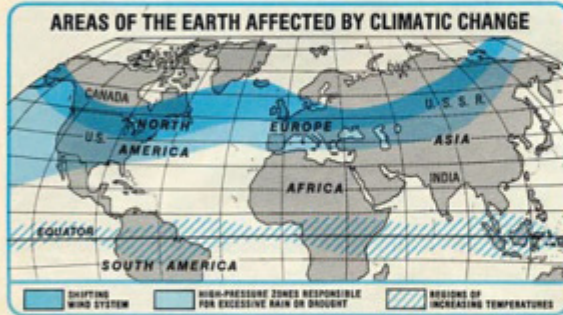 AREAS OF THE EARTH AFFECTED BY CLIMATIC CHANGE
CANADA
U. S. S. R.
NORTH
EUROPE
U.S.
AMERICA
ASIA
INDIA
AFRICA
EQUATOR
SOUTH AMERICA
SHIFTING
WIND SYSTEM
HIGH-PRESSURE ZONES RESPONSIBLE
FOR EXCESSIVE RAIN OR DROUGHT
REGIONS OF
INCREASING TEMPERATURES